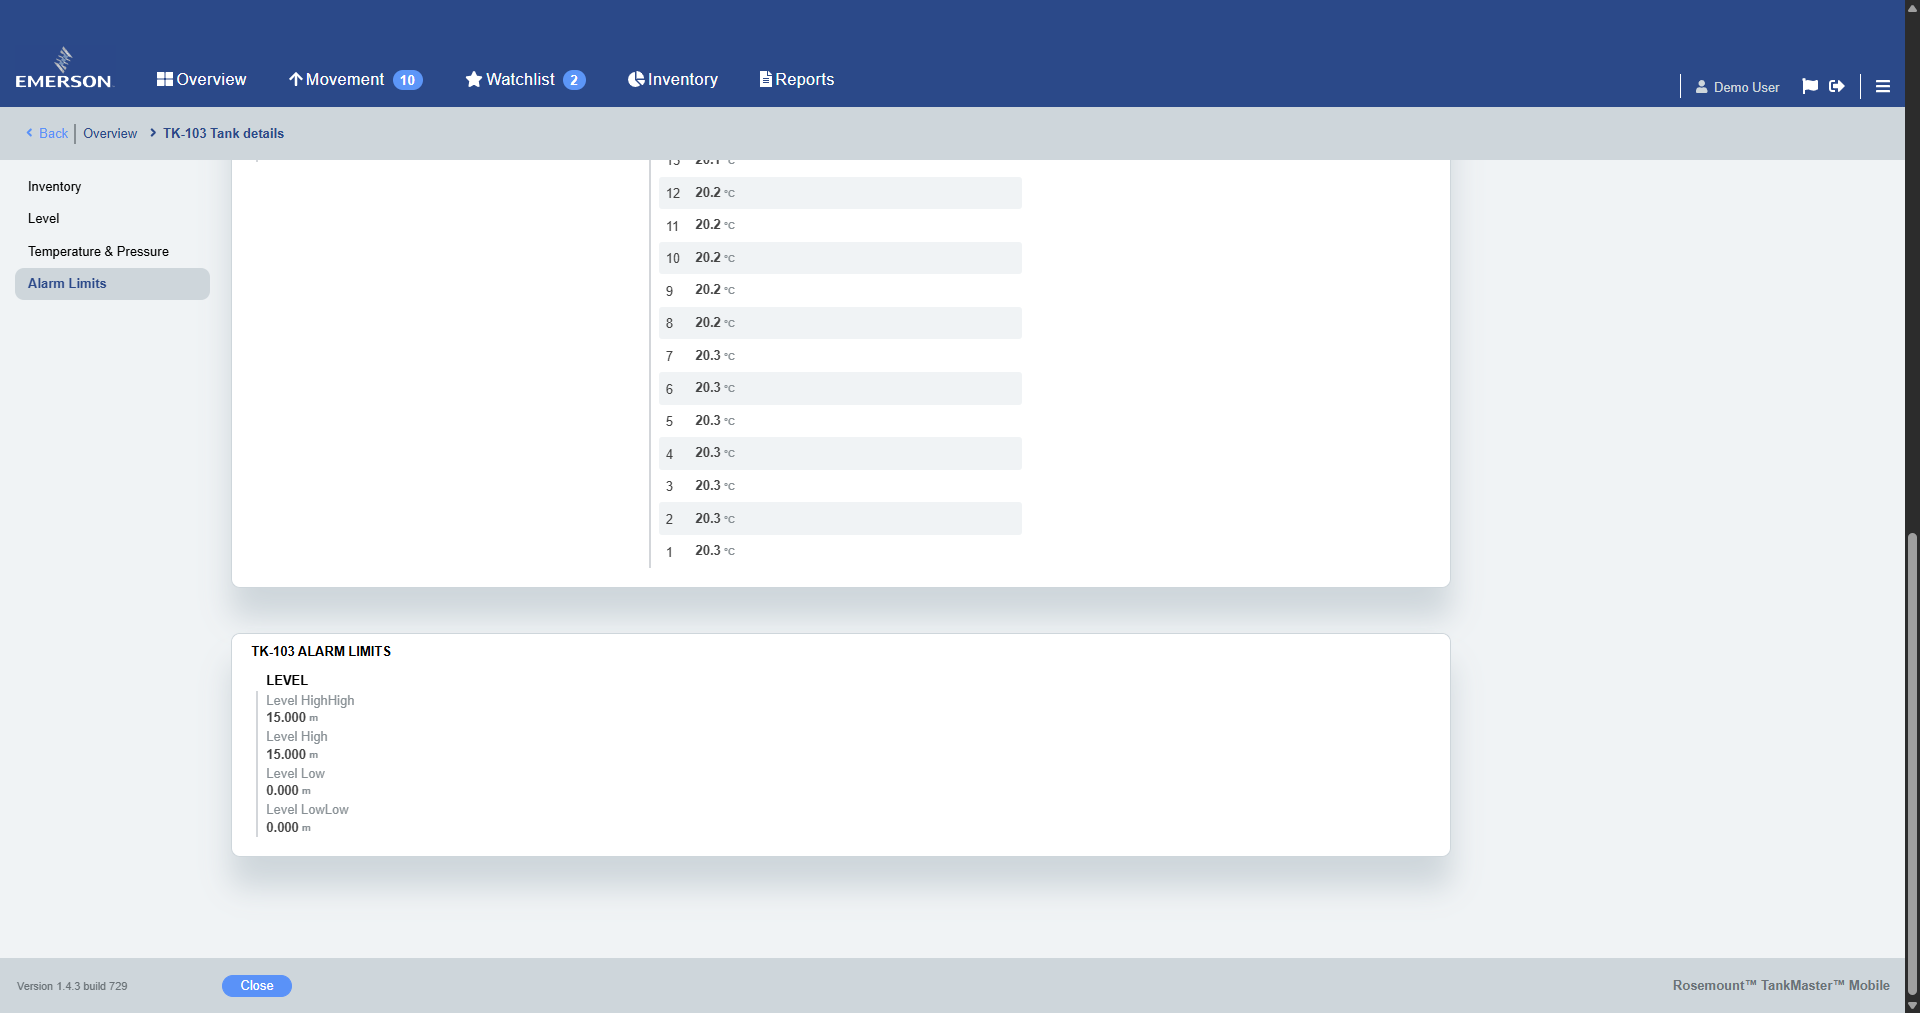 EMERSON
Overview
Movement 10
Watchlist 2
Inventory
Reports
Demo User
Back
Overview
TK-103 Tank details
Inventory
Level
Temperature & Pressure
Alarm Limits
12 20.2 °C
11 20.2 °C
10 20.2 °C
9 20.2 °C
8 20.2 °C
7 20.3 °C
6 20.3 °C
5 20.3 °C
4 20.3 °C
3 20.3 °C
2 20.3 °C
1 20.3 °C
TK-103 ALARM LIMITS
LEVEL
Level HighHigh
15.000 m
Level High
15.000 m
Level Low
0.000 m
Level LowLow
0.000 m
Version 1.4.3 build 729
Close
Rosemount™ TankMaster™ Mobile